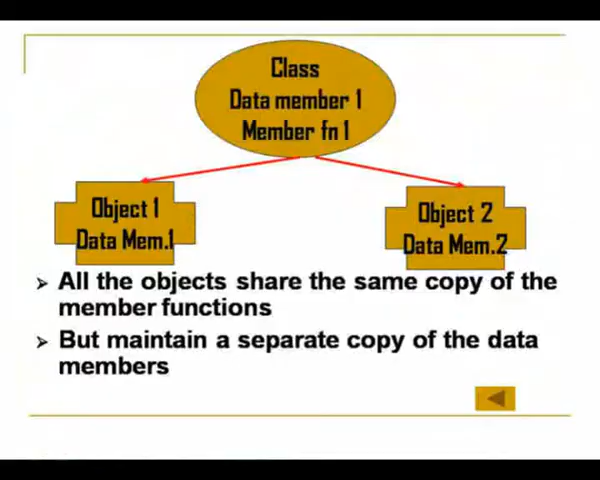 Class
Data member 1
Member fn 1
Object 1
Data Mem.1
Object 2
Data Mem.2
All the objects share the same copy of the
member functions
But maintain a separate copy of the data
members